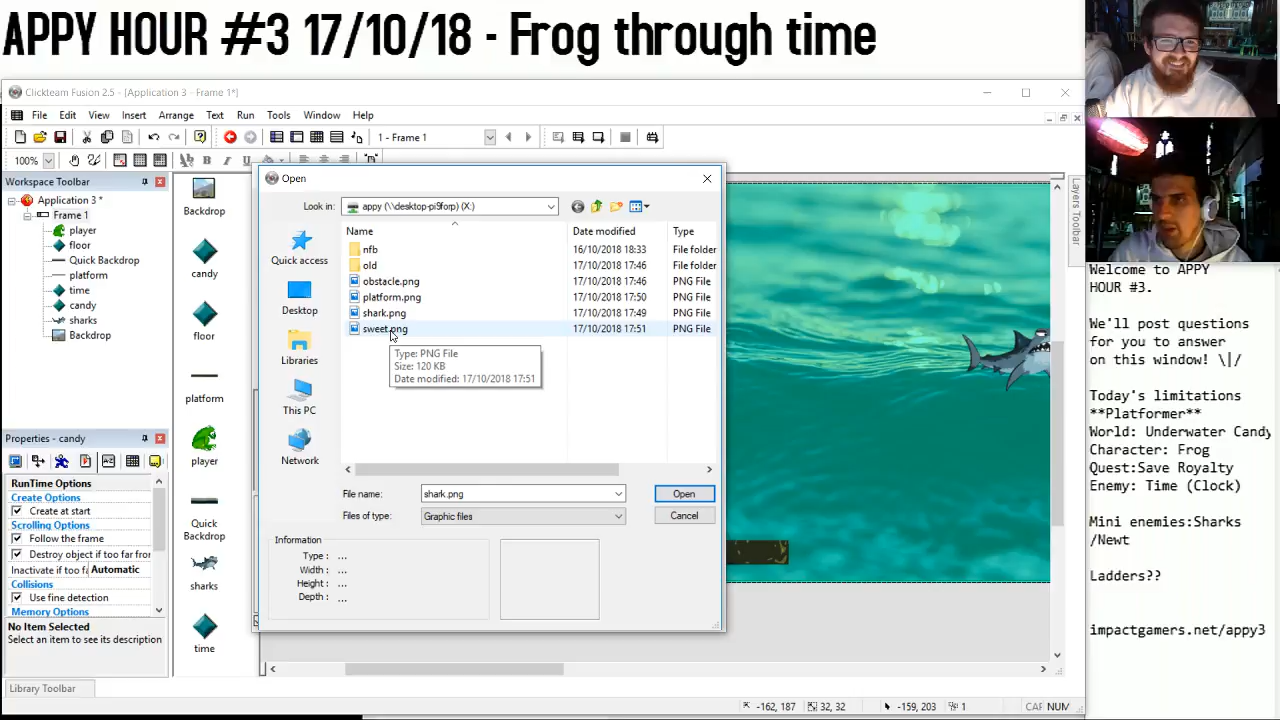 APPY HOUR #3 17/10/18 - Frog through time
Clickteam Fusion 2.5 - [Application 3 - Frame 1*]
File Edit View Insert Arrange Text Run Tools Window Help
1 - Frame 1
100%
Workspace Toolbar
Application 3 *
Frame 1
player
floor
Quick Backdrop
platform
time
candy
sharks
Backdrop
Properties - candy
RunTime Options
Create Options
Create at start
Scrolling Options
Follow the frame
Destroy object if too far from
Inactivate if too fa Automatic
Collisions
Use fine detection
Memory Options
No Item Selected
Select an item to see its description
Library Toolbar
Backdrop
candy
floor
platform
player
Quick
Backdrop
sharks
time
Open
Look in: appy (\\desktop-pi9forp) (X:)
Name Date modified Type
nfb 16/10/2018 18:33 File folder
old 17/10/2018 17:46 File folder
obstacle.png 17/10/2018 17:46 PNG File
platform.png 17/10/2018 17:50 PNG File
shark.png 17/10/2018 17:49 PNG File
sweet.png 17/10/2018 17:51 PNG File
Type: PNG File
Size: 120 KB
Date modified: 17/10/2018 17:51
Quick access
Desktop
Libraries
This PC
Network
File name: shark.png Open
Files of type: Graphic files Cancel
Information
Type : ...
Width : ...
Height : ...
Depth : ...
Layers Toolbar
Welcome to APPY
HOUR #3.
We'll post questions
for you to answer
on this window! \|/
Today's limitations
**Platformer**
World: Underwater Candy
Character: Frog
Quest:Save Royalty
Enemy: Time (Clock)
Mini enemies:Sharks
/Newt
Ladders??
impactgamers.net/appy3
-162, 187 32, 32 -159, 203 1 CAF NUM